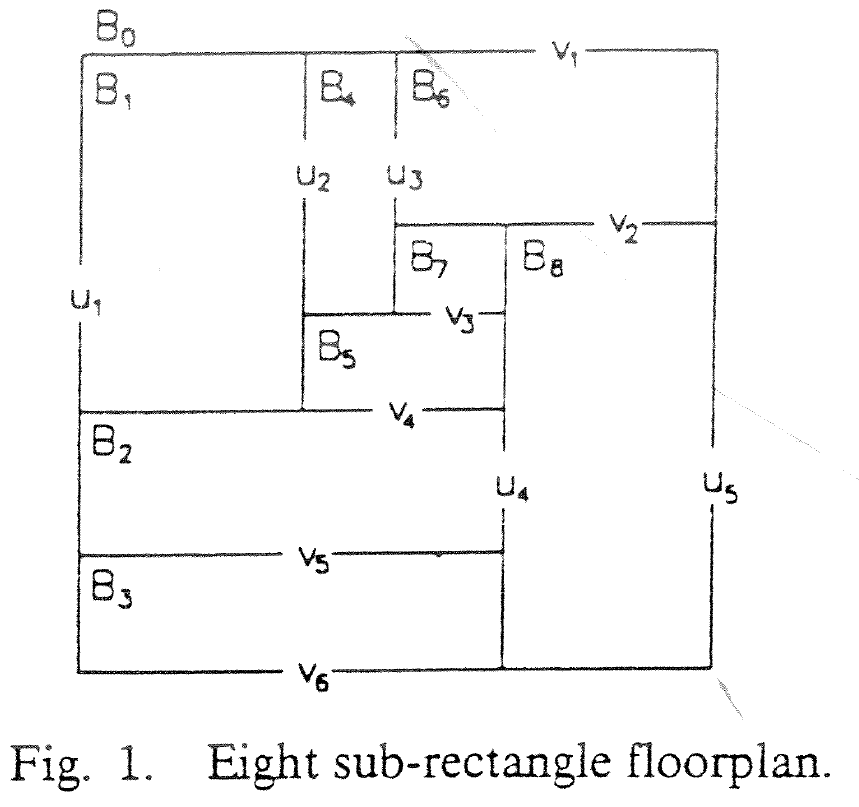 B₀
V₁
B₁ B₄ B₆
U₂ U₃
V₂
B₇ B₈
U₁
V₃
B₅
V₄
B₂
U₄ U₅
V₅
B₃
V₆
Fig. 1. Eight sub-rectangle floorplan.